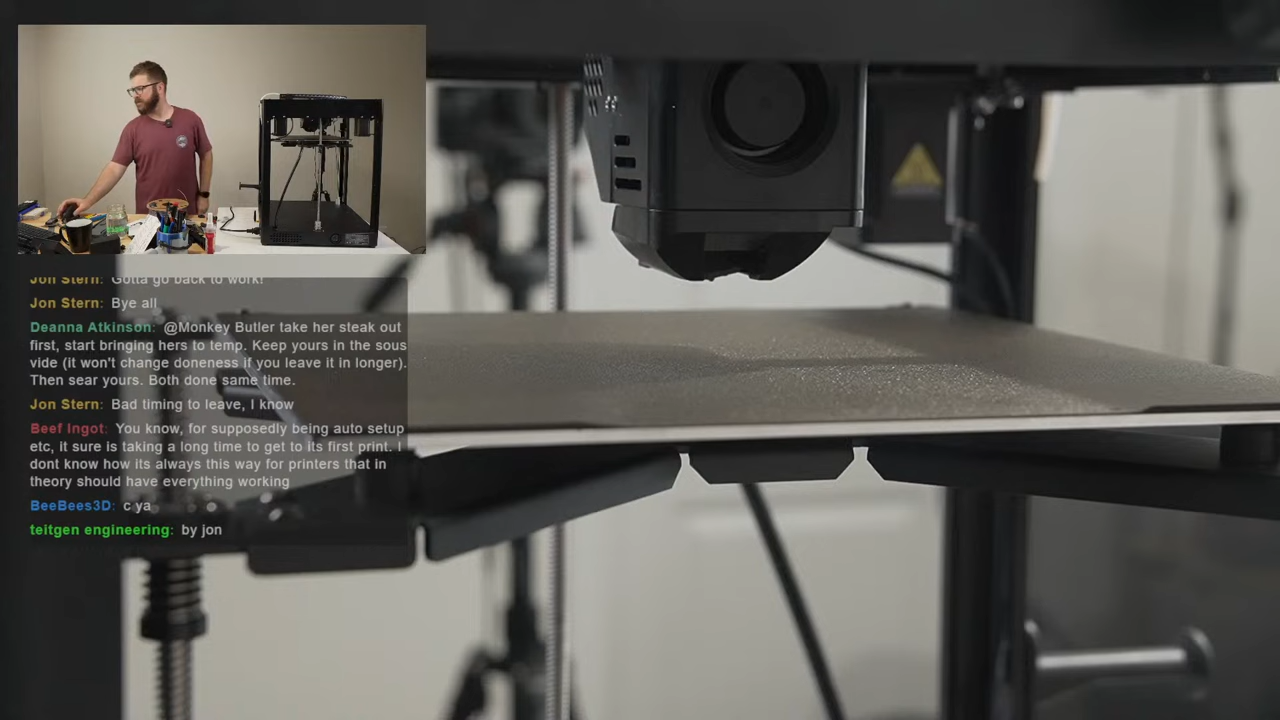 Jon Stern: Gotta go back to work!
Jon Stern: Bye all
Deanna Atkinson: @Monkey Butler take her steak out
first, start bringing hers to temp. Keep yours in the sous
vide (it won't change doneness if you leave it in longer).
Then sear yours. Both done same time.
Jon Stern: Bad timing to leave, I know
Beef Ingot: You know, for supposedly being auto setup
etc, it sure is taking a long time to get to its first print. I
dont know how its always this way for printers that in
theory should have everything working
BeeBees3D: c ya
teitgen engineering: by jon